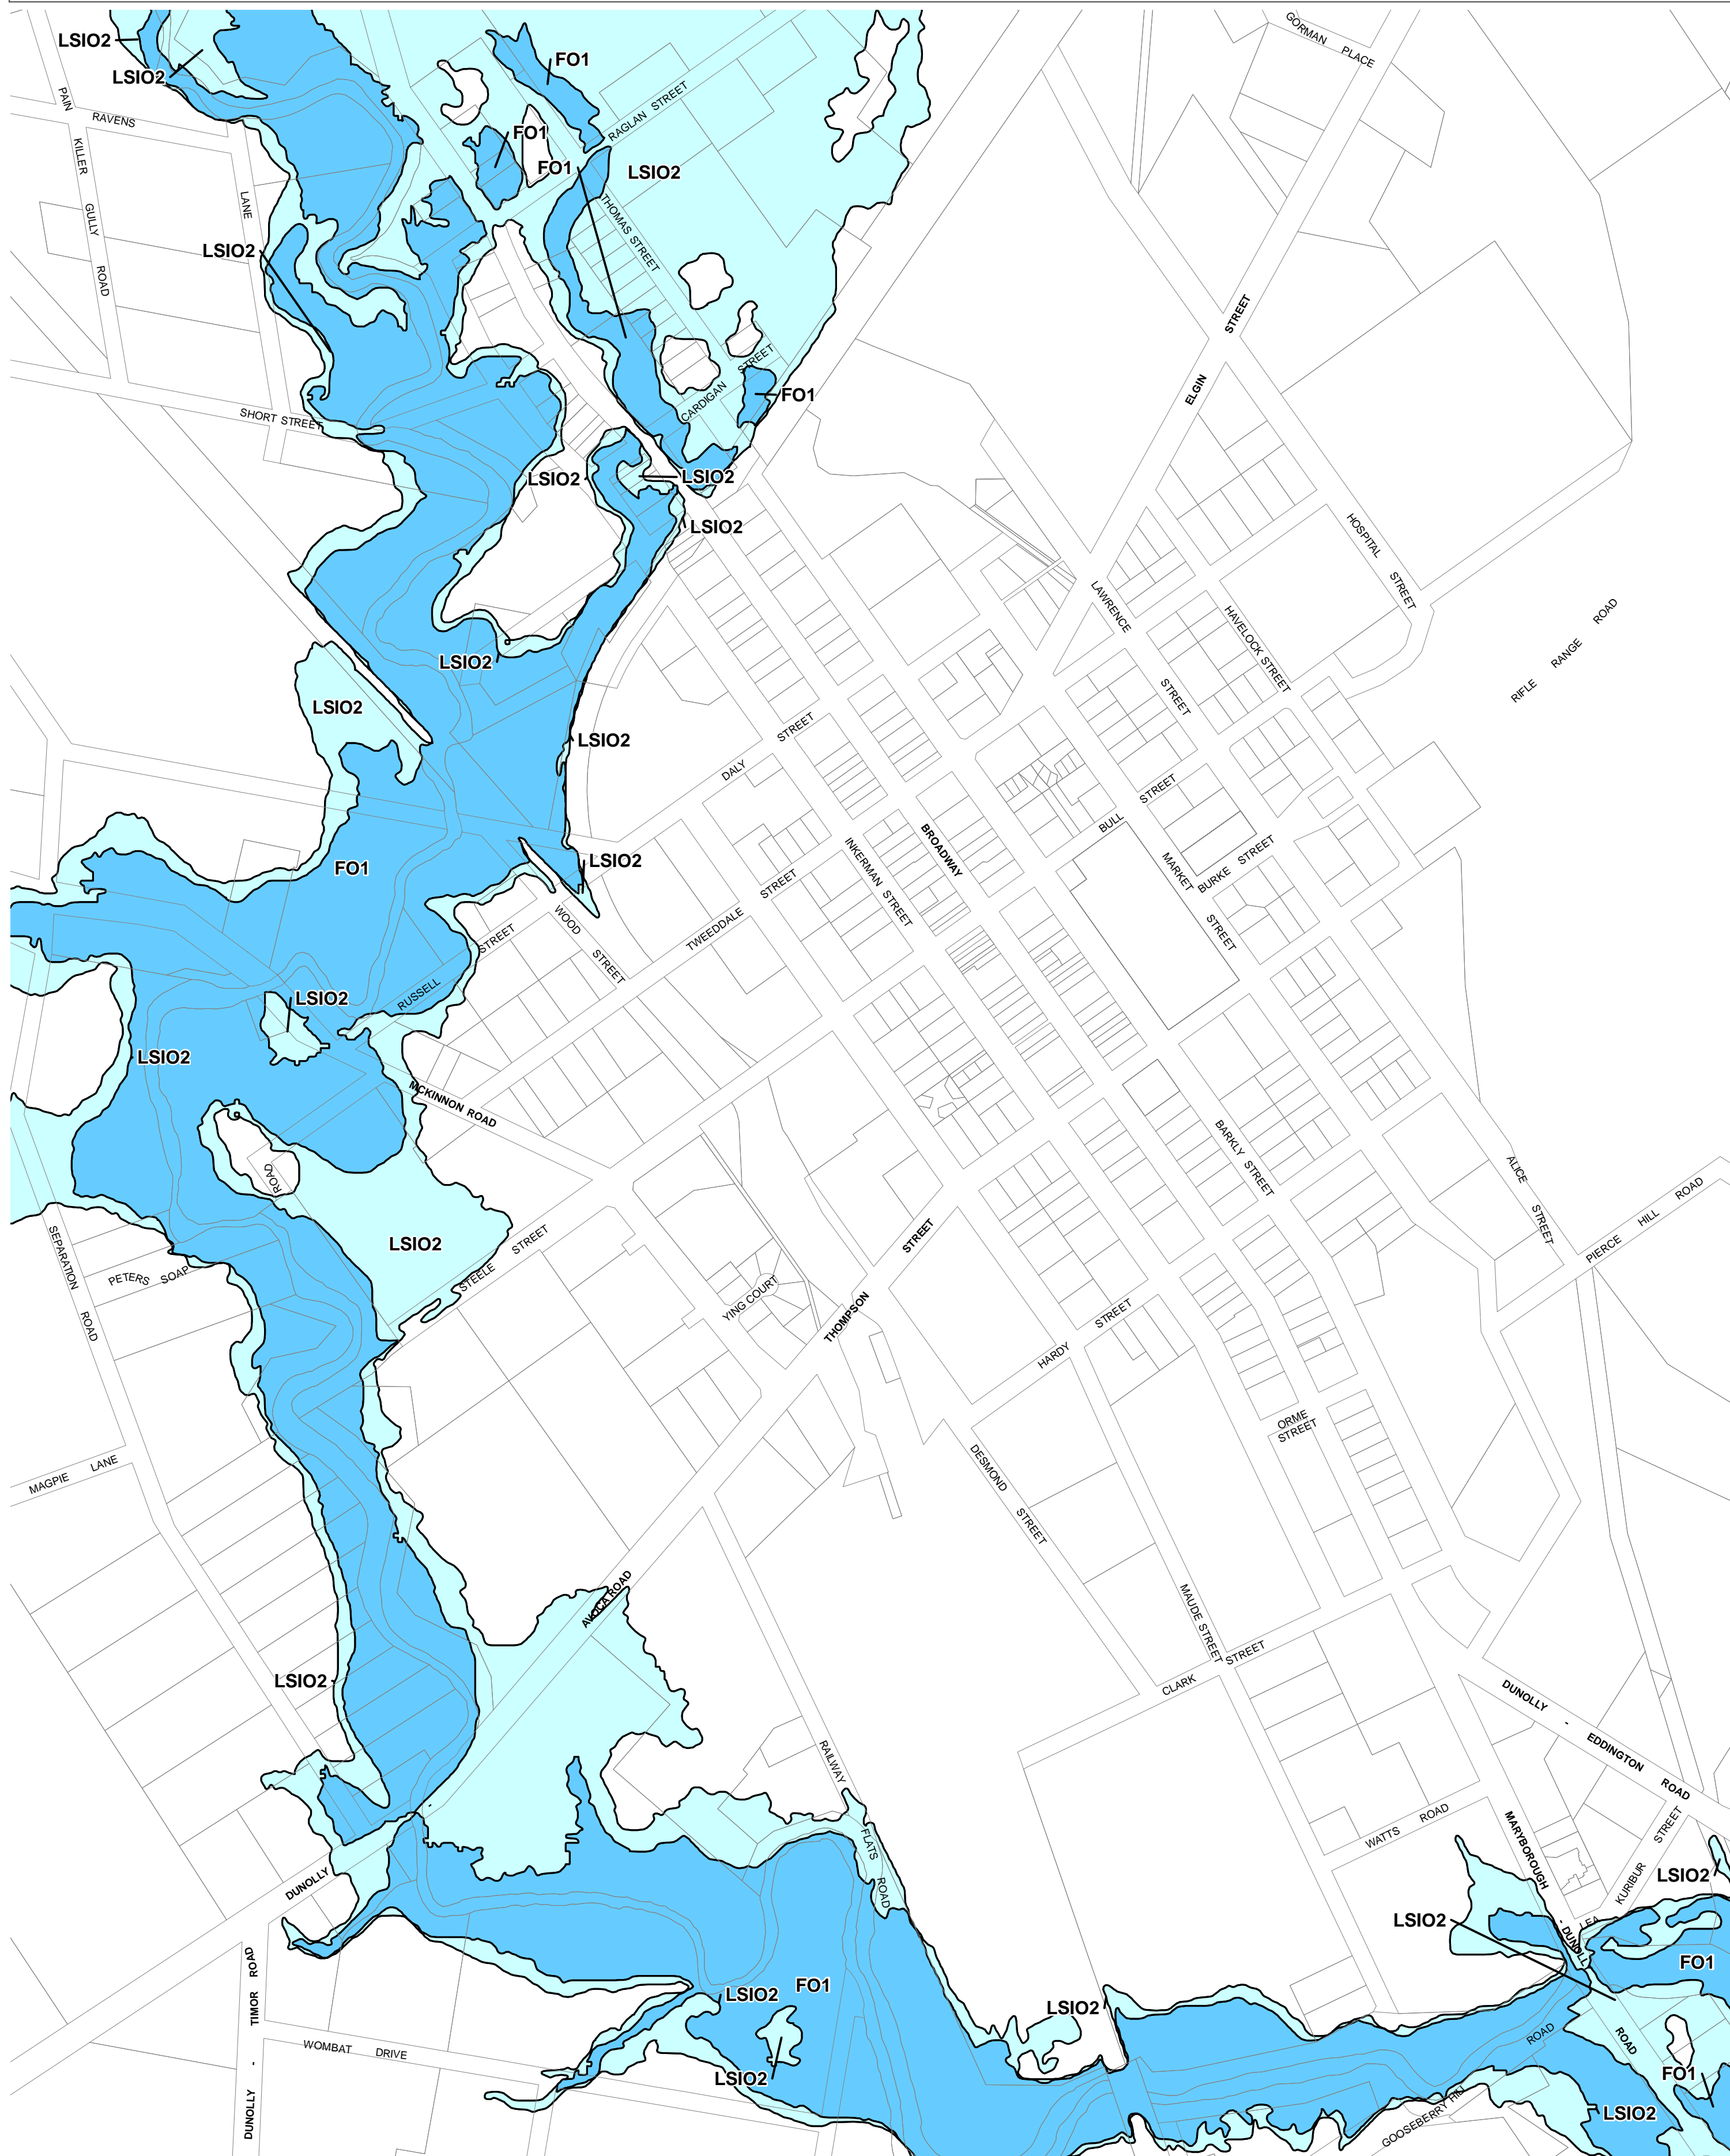 GORMAN PLACE
LSIO2
LSIO2
FO1
PAIN KILLER GULLY ROAD
RAVENS LANE
RAGLAN STREET
FO1
FO1
LSIO2
THOMAS STREET
LSIO2
ELGIN STREET
CARDIGAN STREET
FO1
SHORT STREET
LSIO2
LSIO2
LSIO2
HOSPITAL STREET
LAWRENCE STREET
HAVELOCK STREET
RIFLE RANGE ROAD
LSIO2
LSIO2
LSIO2
DALY STREET
BULL STREET
BROADWAY
INKERMAN STREET
MARKET STREET
BURKE STREET
LSIO2
FO1
TWEEDDALE STREET
WOOD STREET
RUSSELL STREET
LSIO2
LSIO2
MCKINNON ROAD
BARKLY STREET
ALICE STREET
PIERCE HILL ROAD
ROAD
LSIO2
STEELE STREET
SEPARATION ROAD
PETERS SOAP
YING COURT
THOMPSON STREET
HARDY STREET
ORME STREET
MAGPIE LANE
DESMOND STREET
AVOCA ROAD
MAUDE STREET
CLARK STREET
LSIO2
DUNOLLY - EDDINGTON ROAD
RAILWAY FLATS ROAD
WATTS ROAD
MARYBOROUGH - DUNOLLY ROAD
KURIBUR STREET
LSIO2
DUNOLLY -
LEA
LSIO2
FO1
DUNOLLY - TIMOR ROAD
LSIO2
FO1
LSIO2
WOMBAT DRIVE
LSIO2
GOOSEBERRY HILL ROAD
FO1
LSIO2